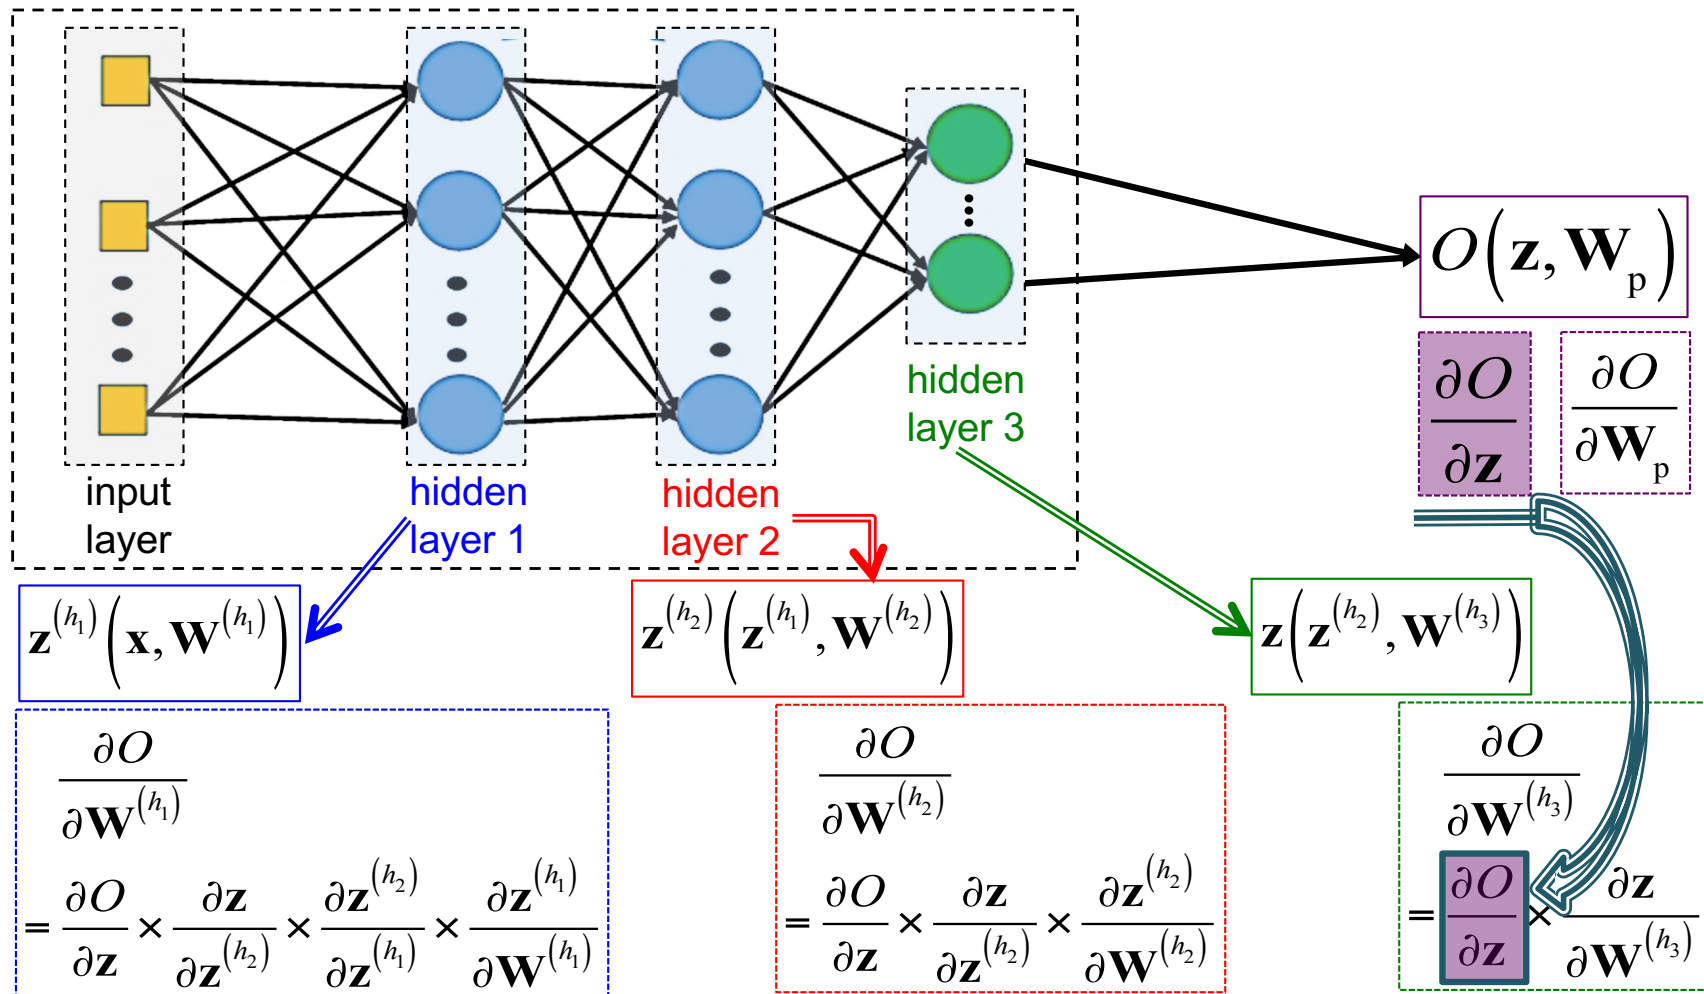 O(z, W_p)
∂O/∂z
∂O/∂W_p
hidden
layer 3
input
layer
hidden
layer 1
hidden
layer 2
z^(h₁)(x, W^(h₁))
z^(h₂)(z^(h₁), W^(h₂))
z(z^(h₂), W^(h₃))
∂O/∂W^(h₁)
= ∂O/∂z × ∂z/∂z^(h₂) × ∂z^(h₂)/∂z^(h₁) × ∂z^(h₁)/∂W^(h₁)
∂O/∂W^(h₂)
= ∂O/∂z × ∂z/∂z^(h₂) × ∂z^(h₂)/∂W^(h₂)
∂O/∂W^(h₃)
= ∂O/∂z × ∂z/∂W^(h₃)